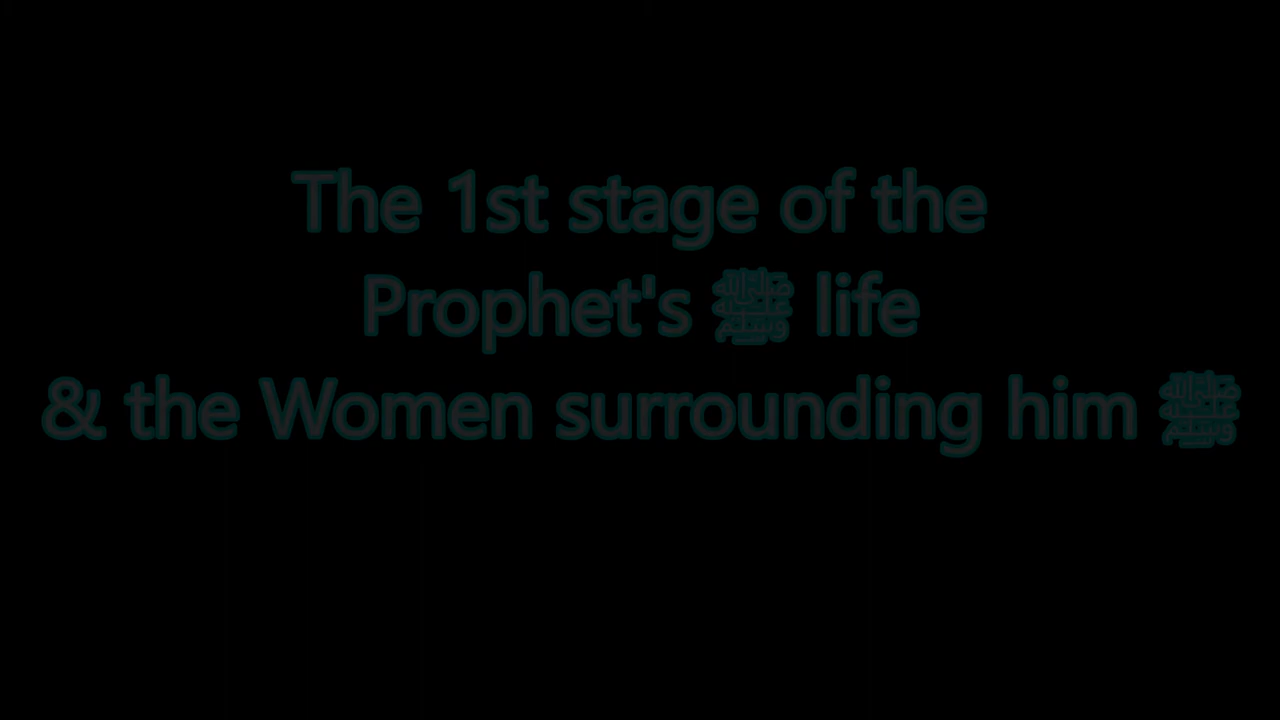 The 1st stage of the
Prophet's ﷺ life
& the Women surrounding him ﷺ